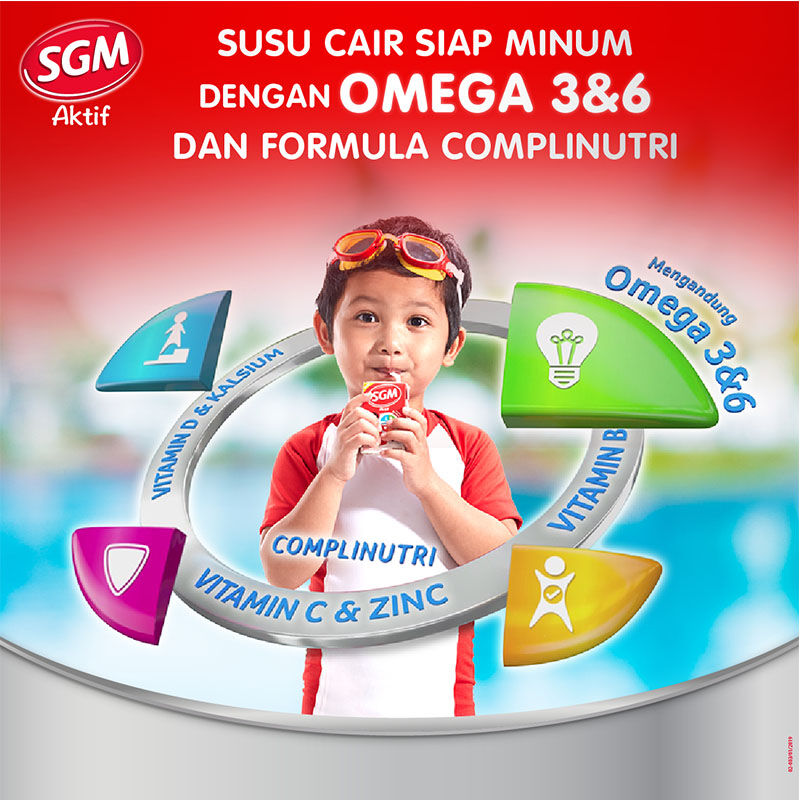 SGM
Aktif
SUSU CAIR SIAP MINUM
DENGAN OMEGA 3&6
DAN FORMULA COMPLINUTRI
Mengandung
Omega 3&6
VITAMIN D & KALSIUM
SGM
VITAMIN B
COMPLINUTRI
VITAMIN C & ZINC